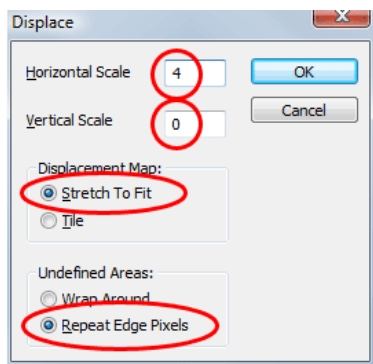 Displace
Horizontal Scale 4 OK
Vertical Scale 0 Cancel
Displacement Map:
Stretch To Fit
Tile
Undefined Areas:
Wrap Around
Repeat Edge Pixels